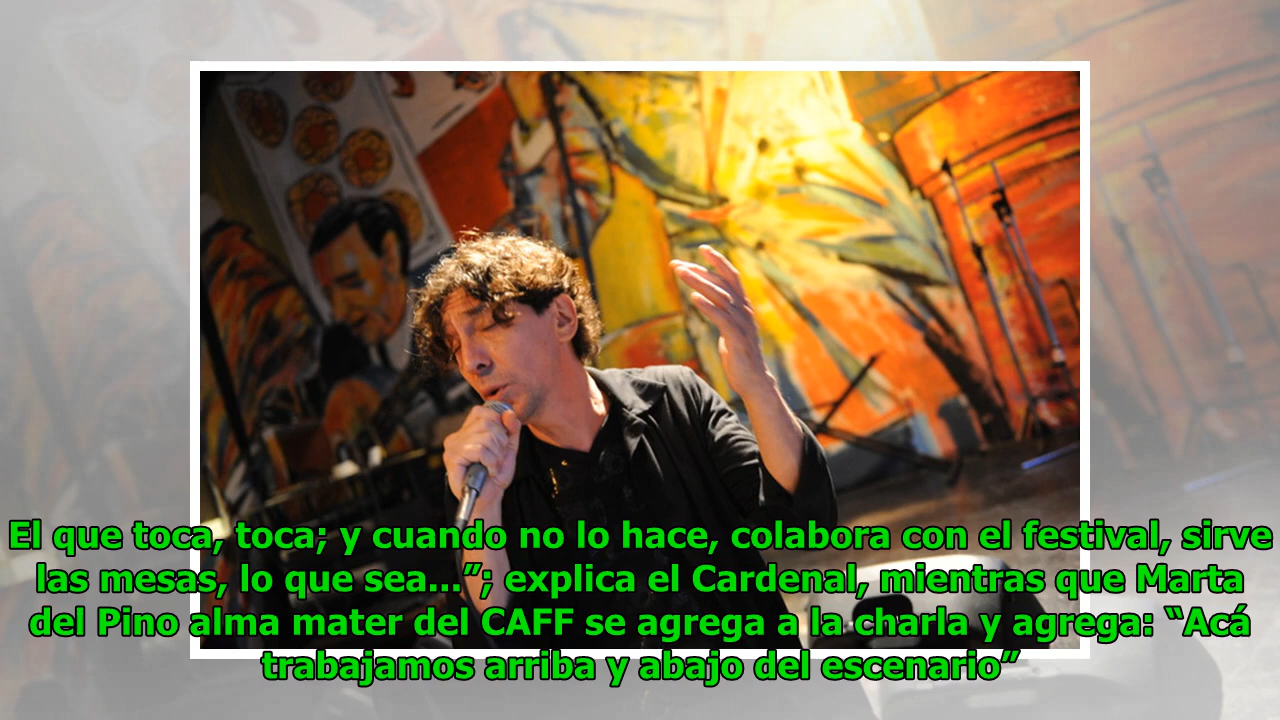 El que toca, toca; y cuando no lo hace, colabora con el festival, sirve
las mesas, lo que sea...”; explica el Cardenal, mientras que Marta
del Pino alma mater del CAFF se agrega a la charla y agrega: “Acá
trabajamos arriba y abajo del escenario”